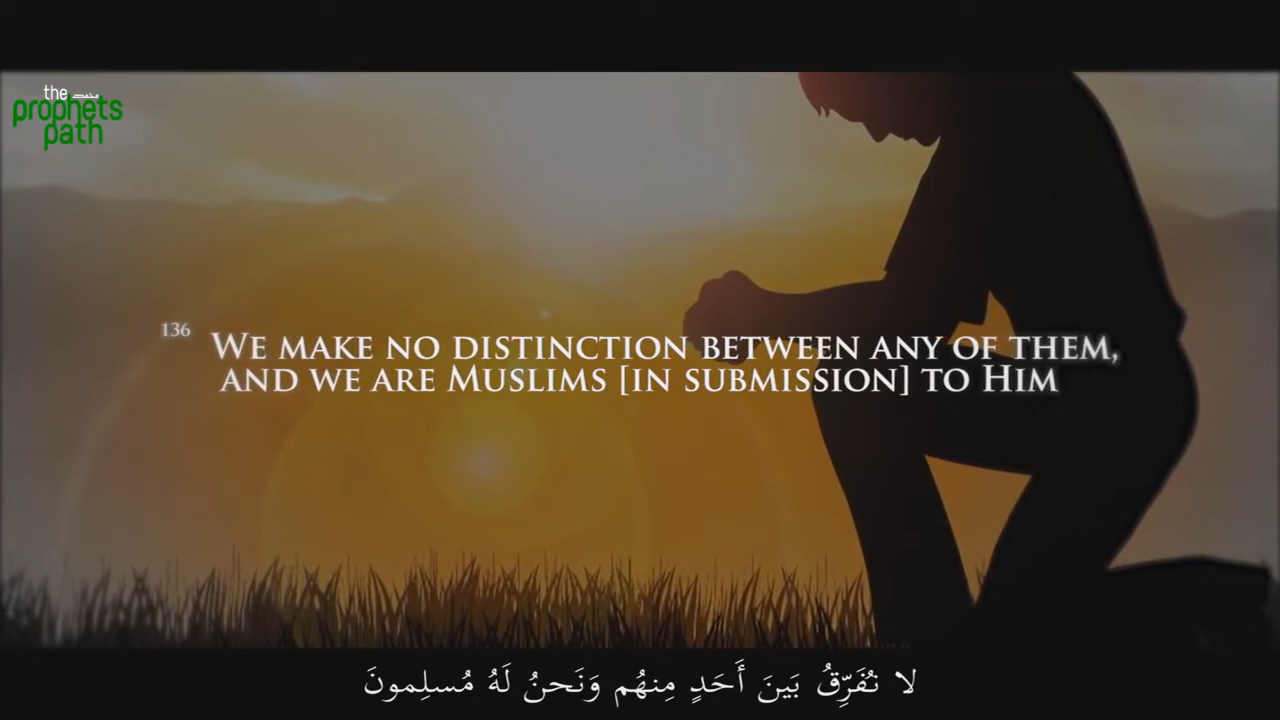 the
prophets
path
136
We make no distinction between any of them,
and we are Muslims [in submission] to Him
لا نُفَرِّقُ بَينَ أَحَدٍ مِنهُم وَنَحنُ لَهُ مُسلِمونَ